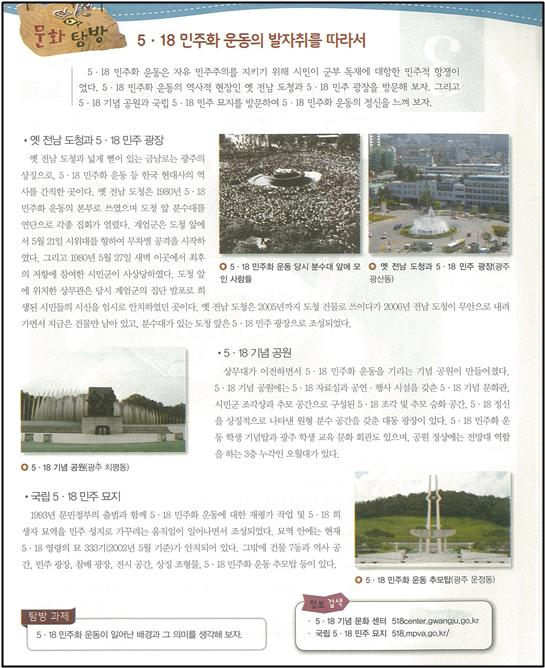 문화 탐방
5·18 민주화 운동의 발자취를 따라서
5·18 민주화 운동은 자유 민주주의를 지키기 위해 시민이 군부 독재에 대항한 민주적 항쟁이
었다. 5·18 민주화 운동의 역사적 현장인 옛 전남 도청과 5·18 민주 광장을 방문해 보자. 그리고
5·18 기념 공원과 국립 5·18 민주 묘지를 방문하여 5·18 민주화 운동의 정신을 느껴 보자.
• 옛 전남 도청과 5·18 민주 광장
옛 전남 도청과 넓게 뻗어 있는 금남로는 광주의
상징으로, 5·18 민주화 운동 등 한국 현대사의 역
사를 간직한 곳이다. 옛 전남 도청은 1980년 5·18
민주화 운동의 본부로 쓰였으며 도청 앞 분수대를
연단으로 각종 집회가 열렸다. 계엄군은 도청 앞에
서 5월 21일 시위대를 향하여 무차별 공격을 시작하
였다. 그리고 1980년 5월 27일 새벽 이곳에서 최후
의 저항에 참여한 시민군이 사상당하였다. 도청 앞
에 위치한 상무관은 당시 계엄군의 집단 발포로 희
생된 시민들의 시신을 임시로 안치하였던 곳이다. 옛 전남 도청은 2005년까지 도청 건물로 쓰이다가 2006년 전남 도청이 무안으로 내려
가면서 지금은 건물만 남아 있고, 분수대가 있는 도청 앞은 5·18 민주 광장으로 조성되었다.
5·18 민주화 운동 당시 분수대 앞에 모
인 사람들
옛 전남 도청과 5·18 민주 광장(광주
광산동)
• 5·18 기념 공원
상무대가 이전하면서 5·18 민주화 운동을 기리는 기념 공원이 만들어졌다.
5·18 기념 공원에는 5·18 자료실과 공연·행사 시설을 갖춘 5·18 기념 문화관,
시민군 조각상과 추모 공간으로 구성된 5·18 조각 및 추모 승화 공간, 5·18 정신
을 상징적으로 나타낸 원형 분수 공간을 갖춘 대동 광장이 있다. 5·18 민주화 운
동 학생 기념탑과 광주 학생 교육 문화 회관도 있으며, 공원 정상에는 전망대 역할
을 하는 3층 누각인 오월대가 있다.
5·18 기념 공원(광주 치평동)
• 국립 5·18 민주 묘지
1993년 문민정부의 출범과 함께 5·18 민주화 운동에 대한 재평가 작업 및 5·18 희
생자 묘역을 민주 성지로 가꾸려는 움직임이 일어나면서 조성되었다. 묘역 안에는 현재
5·18 영령의 묘 333기(2002년 5월 기준)가 안치되어 있다. 그밖에 건물 7동과 역사 공
간, 민주 광장, 참배 광장, 전시 공간, 상징 조형물, 5·18 민주화 운동 추모탑 등이 있다.
5·18 민주화 운동 추모탑(광주 운정동)
탐방 과제
5·18 민주화 운동이 일어난 배경과 그 의미를 생각해 보자.
정보 검색
· 5·18 기념 문화 센터 518center.gwangju.go.kr
· 국립 5·18 민주 묘지 518.mpva.go.kr/